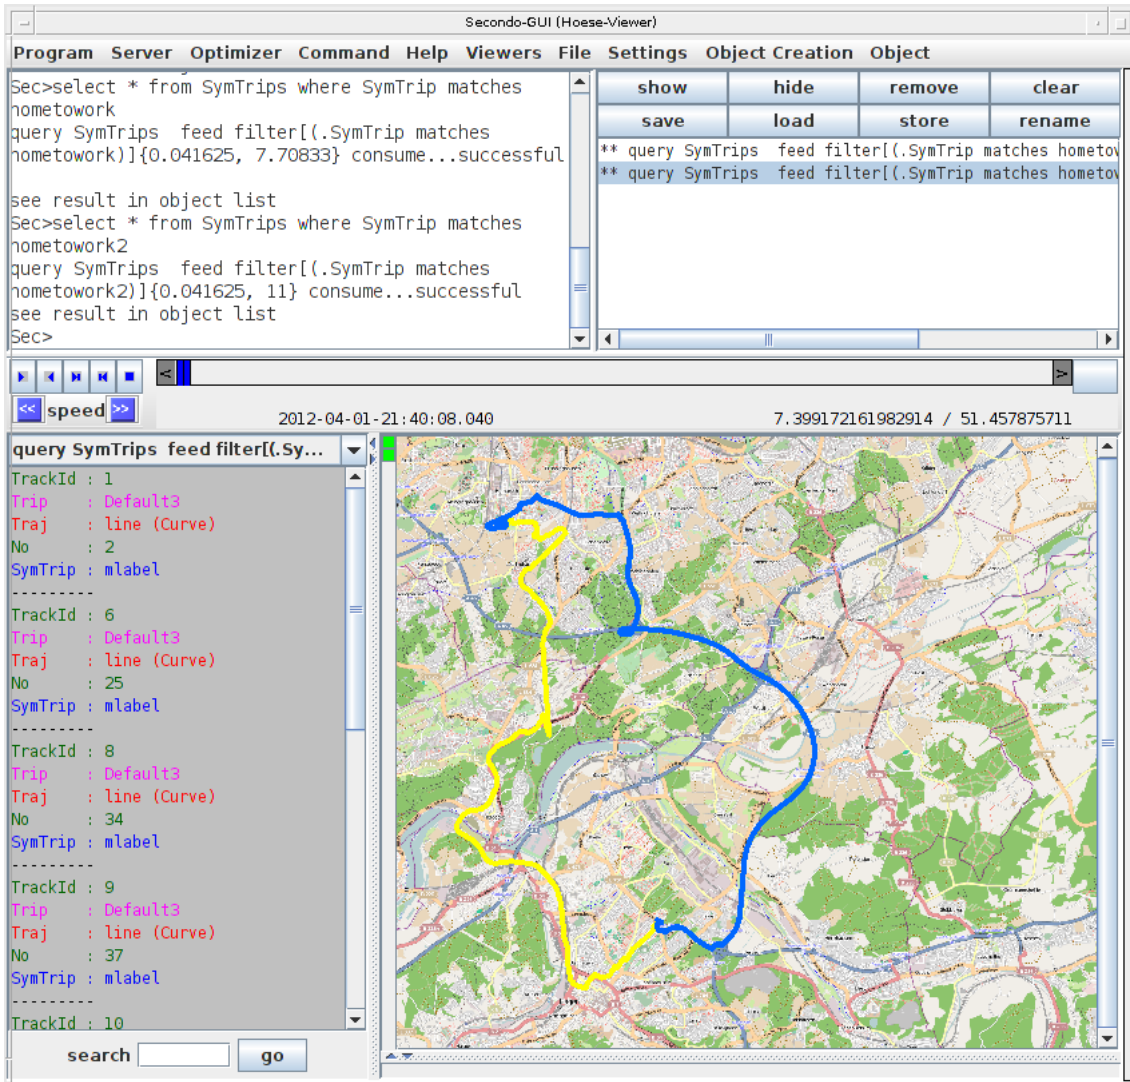 Secondo-GUI (Hoese-Viewer)
Program Server Optimizer Command Help Viewers File Settings Object Creation Object
Sec>select * from SymTrips where SymTrip matches
hometowork
query SymTrips feed filter[(.SymTrip matches
hometowork)]{0.041625, 7.70833} consume...successful
see result in object list
Sec>select * from SymTrips where SymTrip matches
hometowork2
query SymTrips feed filter[(.SymTrip matches
hometowork2)]{0.041625, 11} consume...successful
see result in object list
Sec>
show hide remove clear
save load store rename
** query SymTrips feed filter[(.SymTrip matches hometow
** query SymTrips feed filter[(.SymTrip matches hometow
<< speed >>
2012-04-01-21:40:08.040
7.399172161982914 / 51.457875711
query SymTrips feed filter[(.Sy...
TrackId : 1
Trip : Default3
Traj : line (Curve)
No : 2
SymTrip : mlabel
---------
TrackId : 6
Trip : Default3
Traj : line (Curve)
No : 25
SymTrip : mlabel
---------
TrackId : 8
Trip : Default3
Traj : line (Curve)
No : 34
SymTrip : mlabel
---------
TrackId : 9
Trip : Default3
Traj : line (Curve)
No : 37
SymTrip : mlabel
---------
TrackId : 10
search go